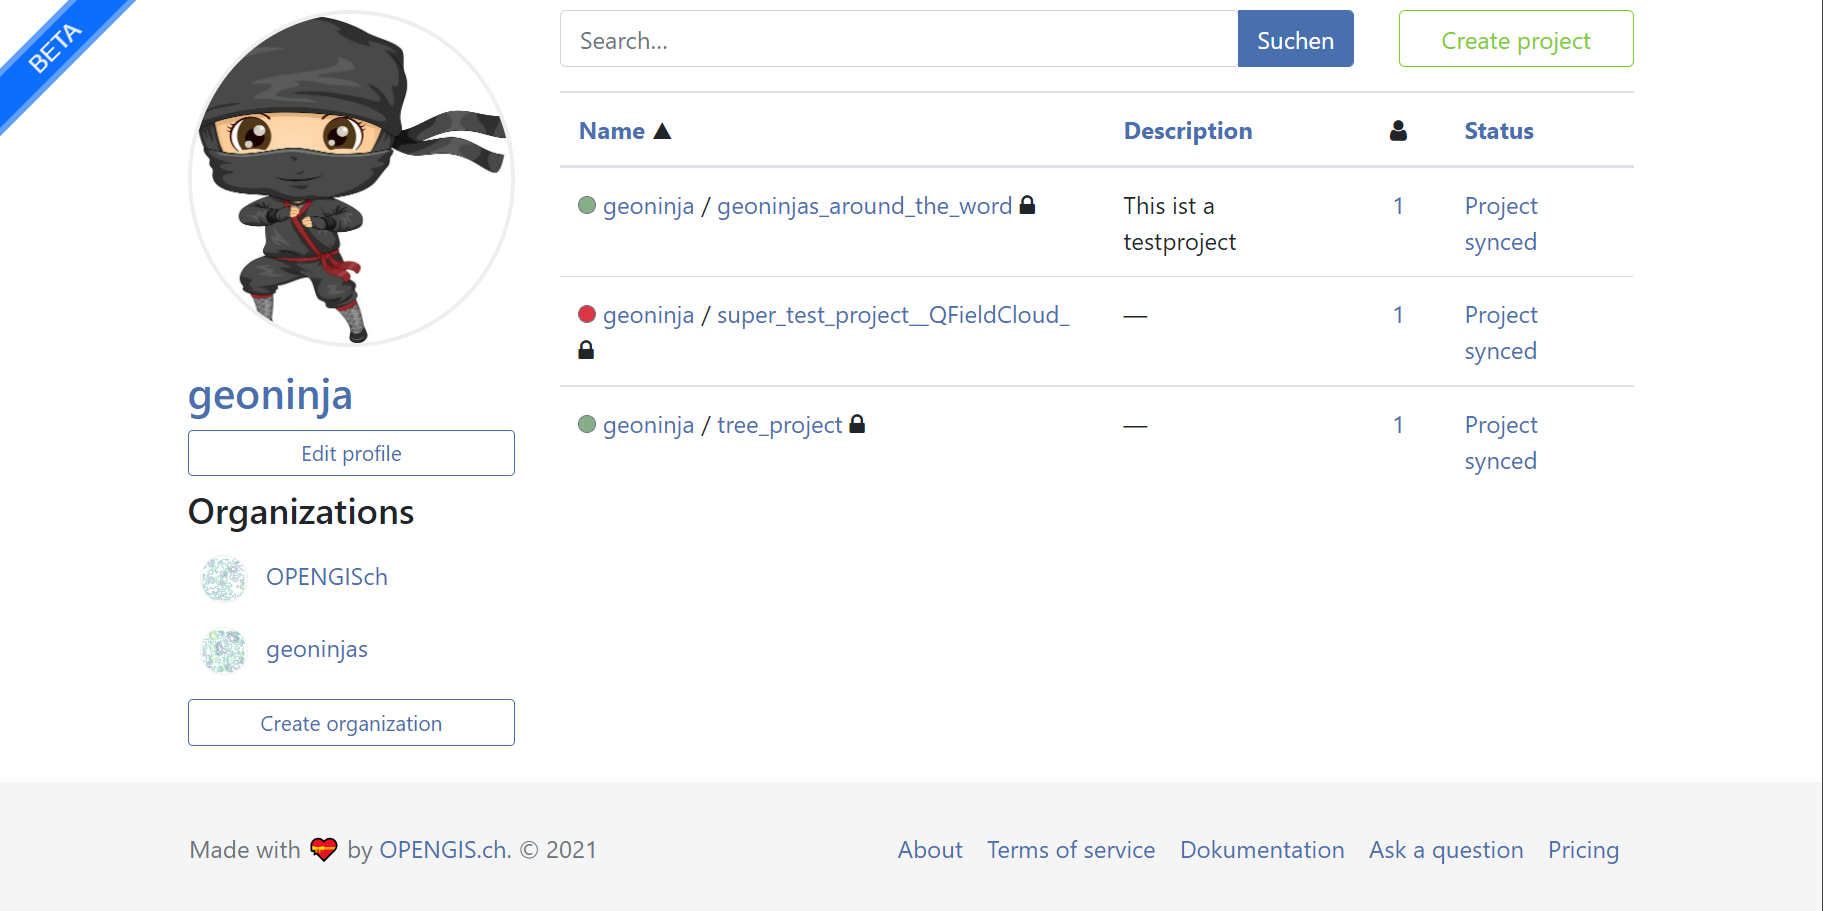 BETA
Search...
Suchen
Create project
Name ▲
Description
Status
geoninja / geoninjas_around_the_word
This ist a
testproject
1
Project
synced
geoninja / super_test_project__QFieldCloud_
—
1
Project
synced
geoninja / tree_project
—
1
Project
synced
geoninja
Edit profile
Organizations
OPENGISch
geoninjas
Create organization
Made with ❤ by OPENGIS.ch. © 2021
About
Terms of service
Dokumentation
Ask a question
Pricing